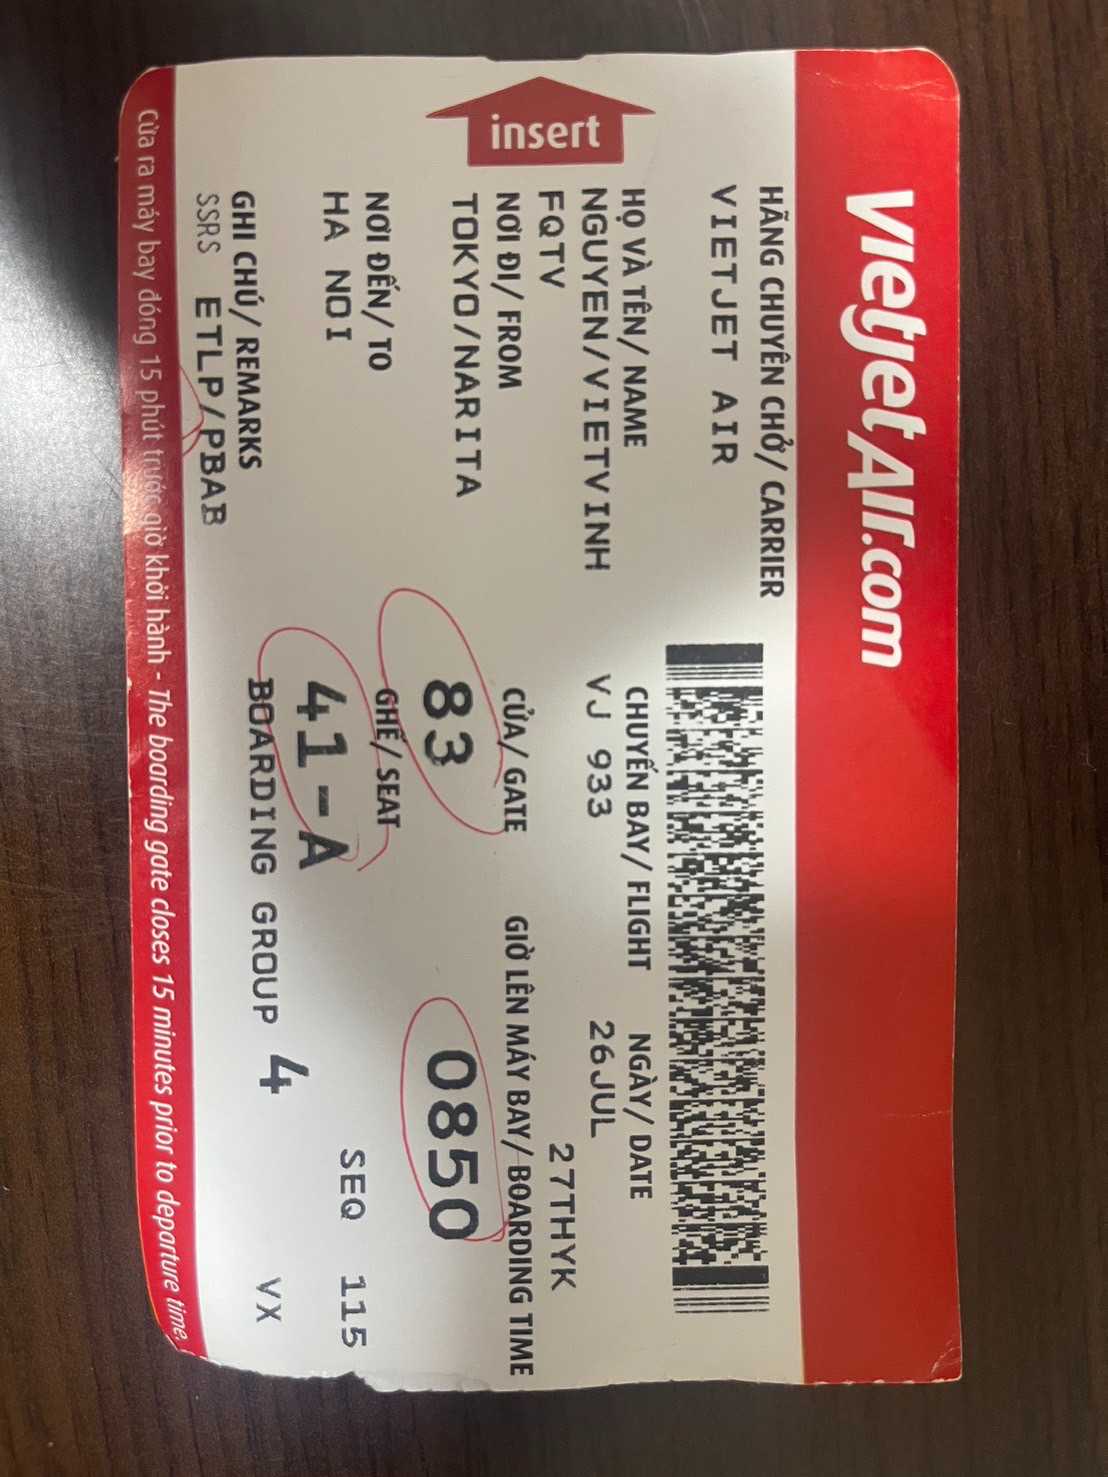 vietjetAir.com
HÃNG CHUYÊN CHỞ/ CARRIER
VIETJET AIR
HỌ VÀ TÊN/ NAME
NGUYEN/VIETVINH
FQTV
NƠI ĐI/ FROM
TOKYO/NARITA
NƠI ĐẾN/ TO
HA NOI
GHI CHÚ/ REMARKS
SSRS ETLP/PBAB
insert
CHUYẾN BAY/ FLIGHT NGÀY/ DATE
VJ 933 26JUL
27THYK
CỬA/ GATE GIỜ LÊN MÁY BAY/ BOARDING TIME
83 0850
GHẾ/ SEAT
41-A SEQ 115
BOARDING GROUP 4 VX
Cửa ra máy bay đóng 15 phút trước giờ khởi hành - The boarding gate closes 15 minutes prior to departure time.